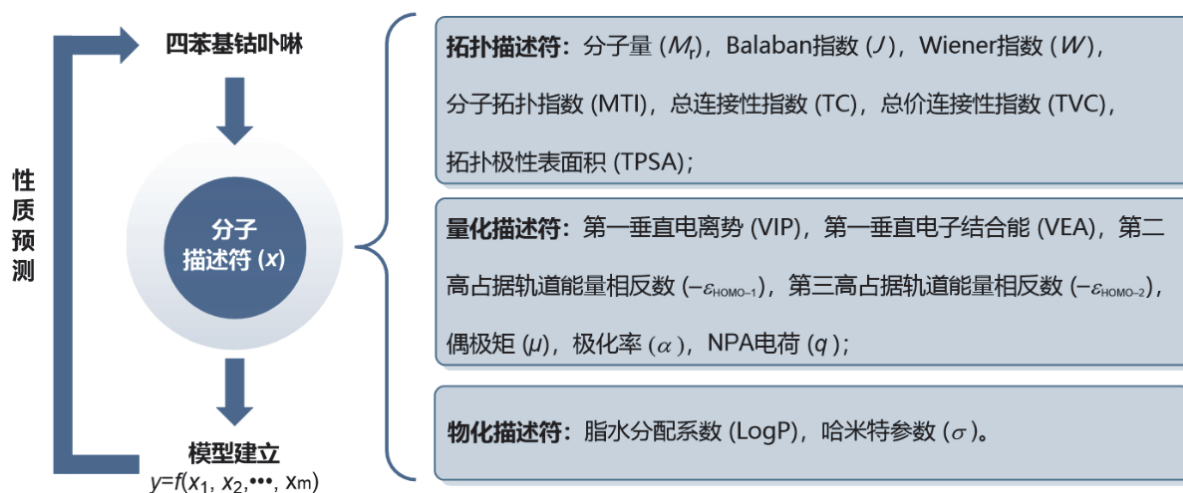 四苯基钴卟啉
性质预测
分子
描述符 (x)
模型建立
y=f(x₁, x₂,•••, xm)
拓扑描述符：分子量 (Mᵣ)，Balaban指数 (J)，Wiener指数 (W)，
分子拓扑指数 (MTI)，总连接性指数 (TC)，总价连接性指数 (TVC)，
拓扑极性表面积 (TPSA)；
量化描述符：第一垂直电离势 (VIP)，第一垂直电子结合能 (VEA)，第二
高占据轨道能量相反数 (–εHOMO–1)，第三高占据轨道能量相反数 (–εHOMO–2)，
偶极矩 (μ)，极化率 (α)，NPA电荷 (q)；
物化描述符：脂水分配系数 (LogP)，哈米特参数 (σ)。